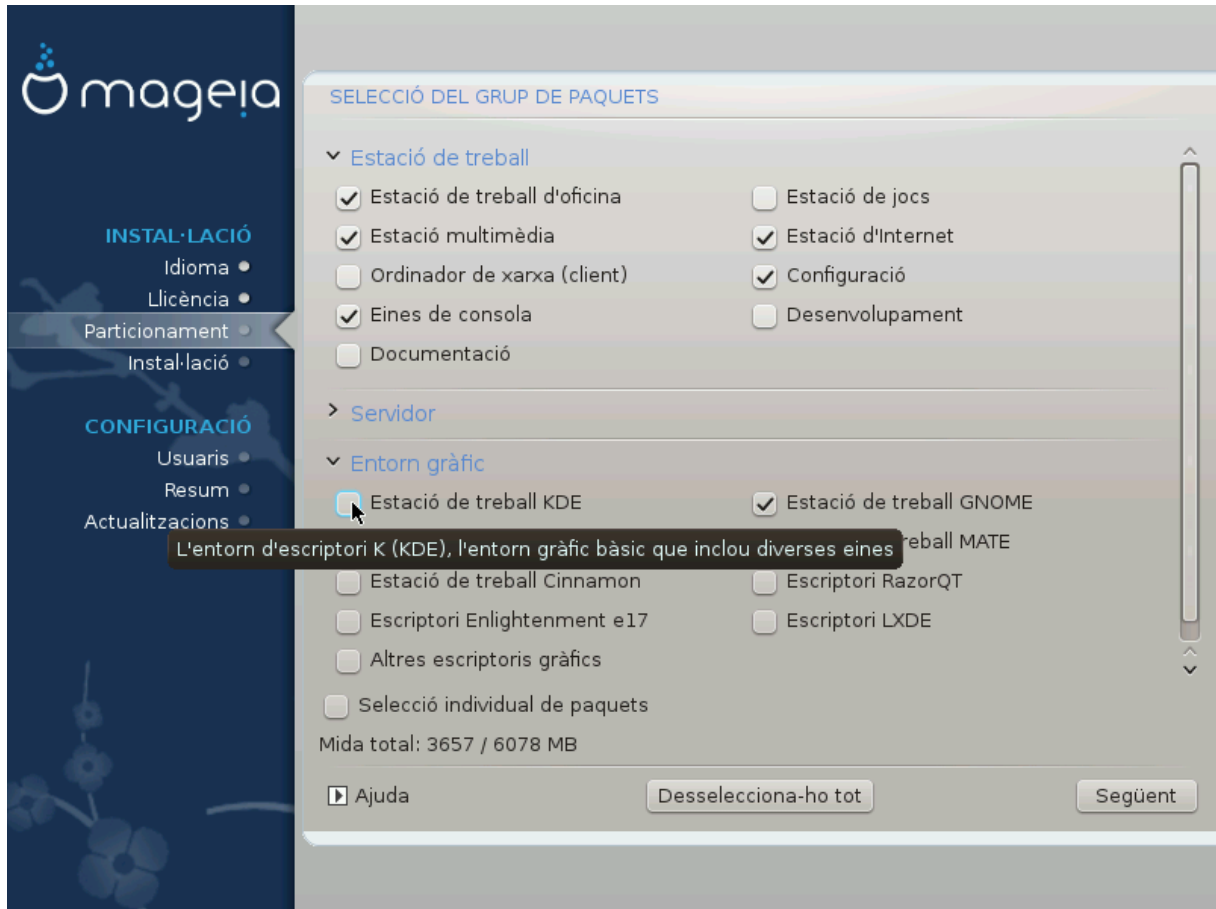 mageia
INSTAL·LACIÓ
Idioma
Llicència
Particionament
Instal·lació
CONFIGURACIÓ
Usuaris
Resum
Actualitzacions
SELECCIÓ DEL GRUP DE PAQUETS
Estació de treball
Estació de treball d'oficina
Estació de jocs
Estació multimèdia
Estació d'Internet
Ordinador de xarxa (client)
Configuració
Eines de consola
Desenvolupament
Documentació
Servidor
Entorn gràfic
Estació de treball KDE
Estació de treball GNOME
L'entorn d'escriptori K (KDE), l'entorn gràfic bàsic que inclou diverses eines
MATE
Estació de treball Cinnamon
Escriptori RazorQT
Escriptori Enlightenment e17
Escriptori LXDE
Altres escriptoris gràfics
Selecció individual de paquets
Mida total: 3657 / 6078 MB
Ajuda
Desselecciona-ho tot
Següent